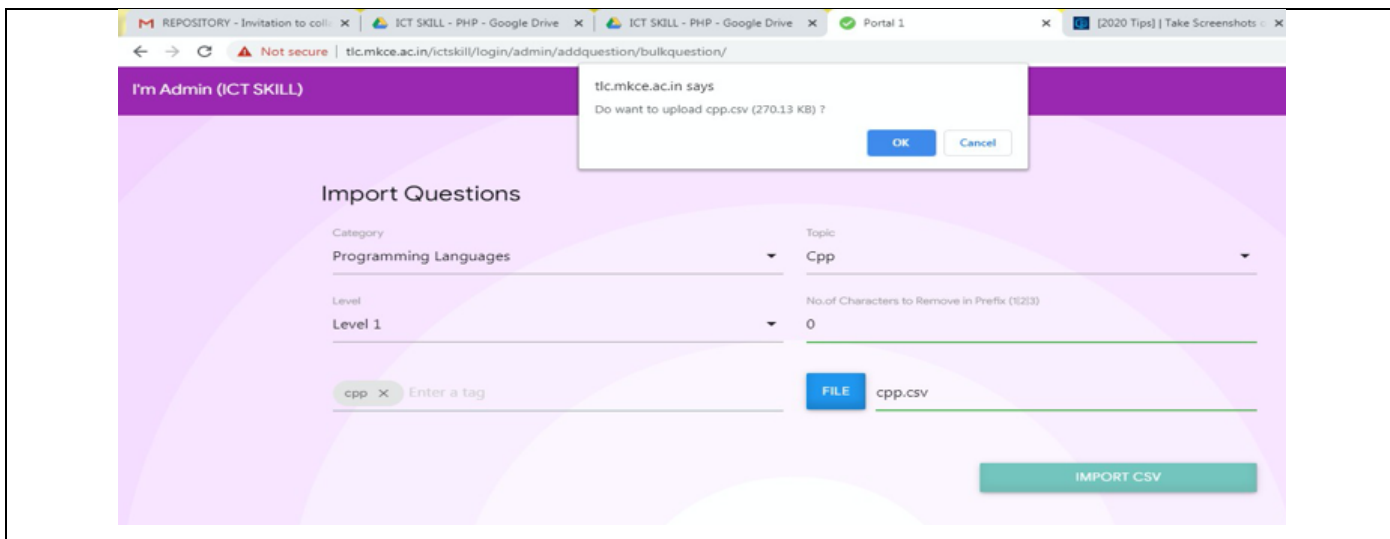 REPOSITORY - Invitation to coll
ICT SKILL - PHP - Google Drive
ICT SKILL - PHP - Google Drive
Portal 1
[2020 Tips] | Take Screenshots
Not secure | tlc.mkce.ac.in/ictskill/login/admin/addquestion/bulkquestion/
I'm Admin (ICT SKILL)
tlc.mkce.ac.in says
Do want to upload cpp.csv (270.13 KB) ?
OK Cancel
Import Questions
Category Topic
Programming Languages Cpp
Level No.of Characters to Remove in Prefix (1|2|3)
Level 1 0
cpp × Enter a tag FILE cpp.csv
IMPORT CSV